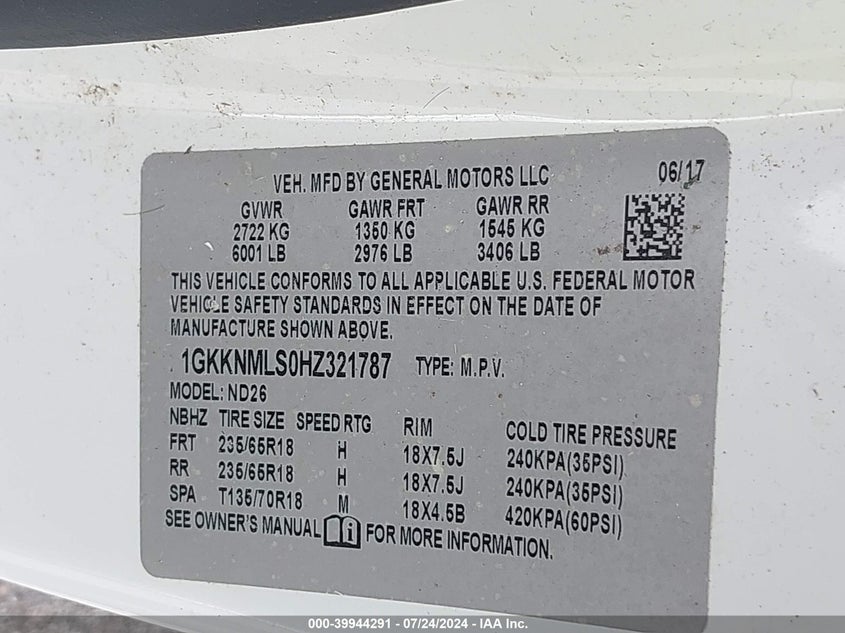 VEH. MFD BY GENERAL MOTORS LLC 06/17
GVWR GAWR FRT GAWR RR
2722 KG 1350 KG 1545 KG
6001 LB 2976 LB 3406 LB
THIS VEHICLE CONFORMS TO ALL APPLICABLE U.S. FEDERAL MOTOR
VEHICLE SAFETY STANDARDS IN EFFECT ON THE DATE OF
MANUFACTURE SHOWN ABOVE.
1GKKNMLS0HZ321787 TYPE: M.P.V.
MODEL: ND26
NBHZ TIRE SIZE SPEED RTG RIM COLD TIRE PRESSURE
FRT 235/65R18 H 18X7.5J 240KPA(35PSI)
RR 235/65R18 H 18X7.5J 240KPA(35PSI)
SPA T135/70R18 M 18X4.5B 420KPA(60PSI)
SEE OWNER'S MANUAL FOR MORE INFORMATION.
000-39944291 - 07/24/2024 - IAA Inc.